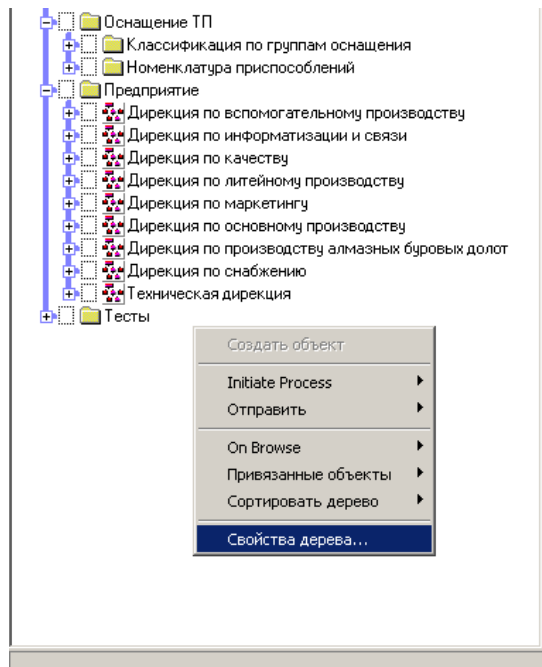 Оснащение ТП
Классификация по группам оснащения
Номенклатура приспособлений
Предприятие
Дирекция по вспомогательному производству
Дирекция по информатизации и связи
Дирекция по качеству
Дирекция по литейному производству
Дирекция по маркетингу
Дирекция по основному производству
Дирекция по производству алмазных буровых долот
Дирекция по снабжению
Техническая дирекция
Тесты
Создать объект
Initiate Process
Отправить
On Browse
Привязанные объекты
Сортировать дерево
Свойства дерева...